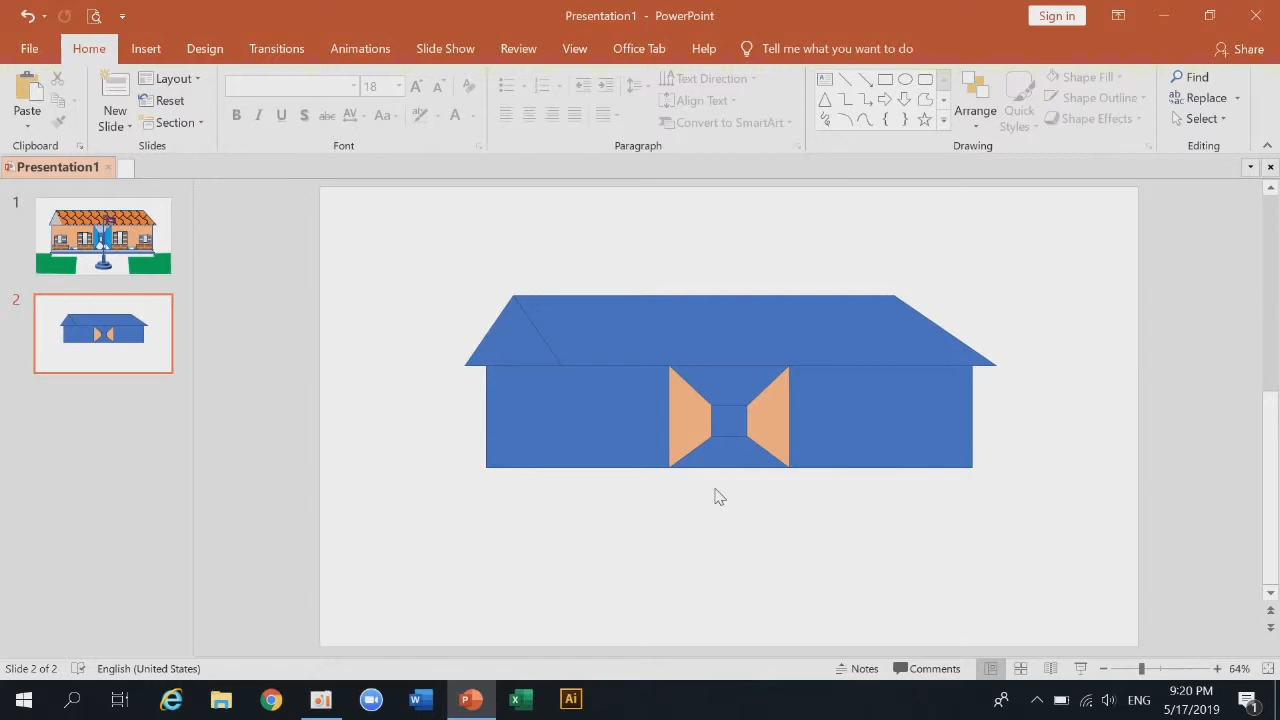 Presentation1 - PowerPoint
Sign in
File Home Insert Design Transitions Animations Slide Show Review View Office Tab Help Tell me what you want to do Share
Paste
Clipboard
New Slide
Layout
Reset
Section
Slides
18
B I U S abc AV Aa A
Font
Text Direction
Align Text
Convert to SmartArt
Paragraph
Arrange
Quick Styles
Shape Fill
Shape Outline
Shape Effects
Drawing
Find
Replace
Select
Editing
Presentation1
1
2
Slide 2 of 2 English (United States) Notes Comments 64%
ENG
9:20 PM
5/17/2019
1